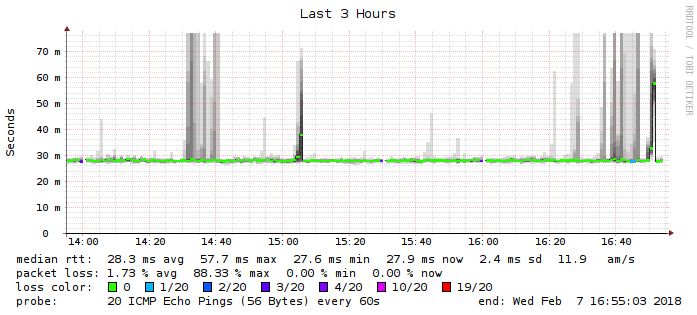 Last 3 Hours
RRDTOOL / TOBI OETIKER
Seconds
70 m
60 m
50 m
40 m
30 m
20 m
10 m
0
14:00 14:20 14:40 15:00 15:20 15:40 16:00 16:20 16:40
median rtt: 28.3 ms avg 57.7 ms max 27.6 ms min 27.9 ms now 2.4 ms sd 11.9 am/s
packet loss: 1.73 % avg 88.33 % max 0.00 % min 0.00 % now
loss color: 0 1/20 2/20 3/20 4/20 10/20 19/20
probe: 20 ICMP Echo Pings (56 Bytes) every 60s end: Wed Feb 7 16:55:03 2018